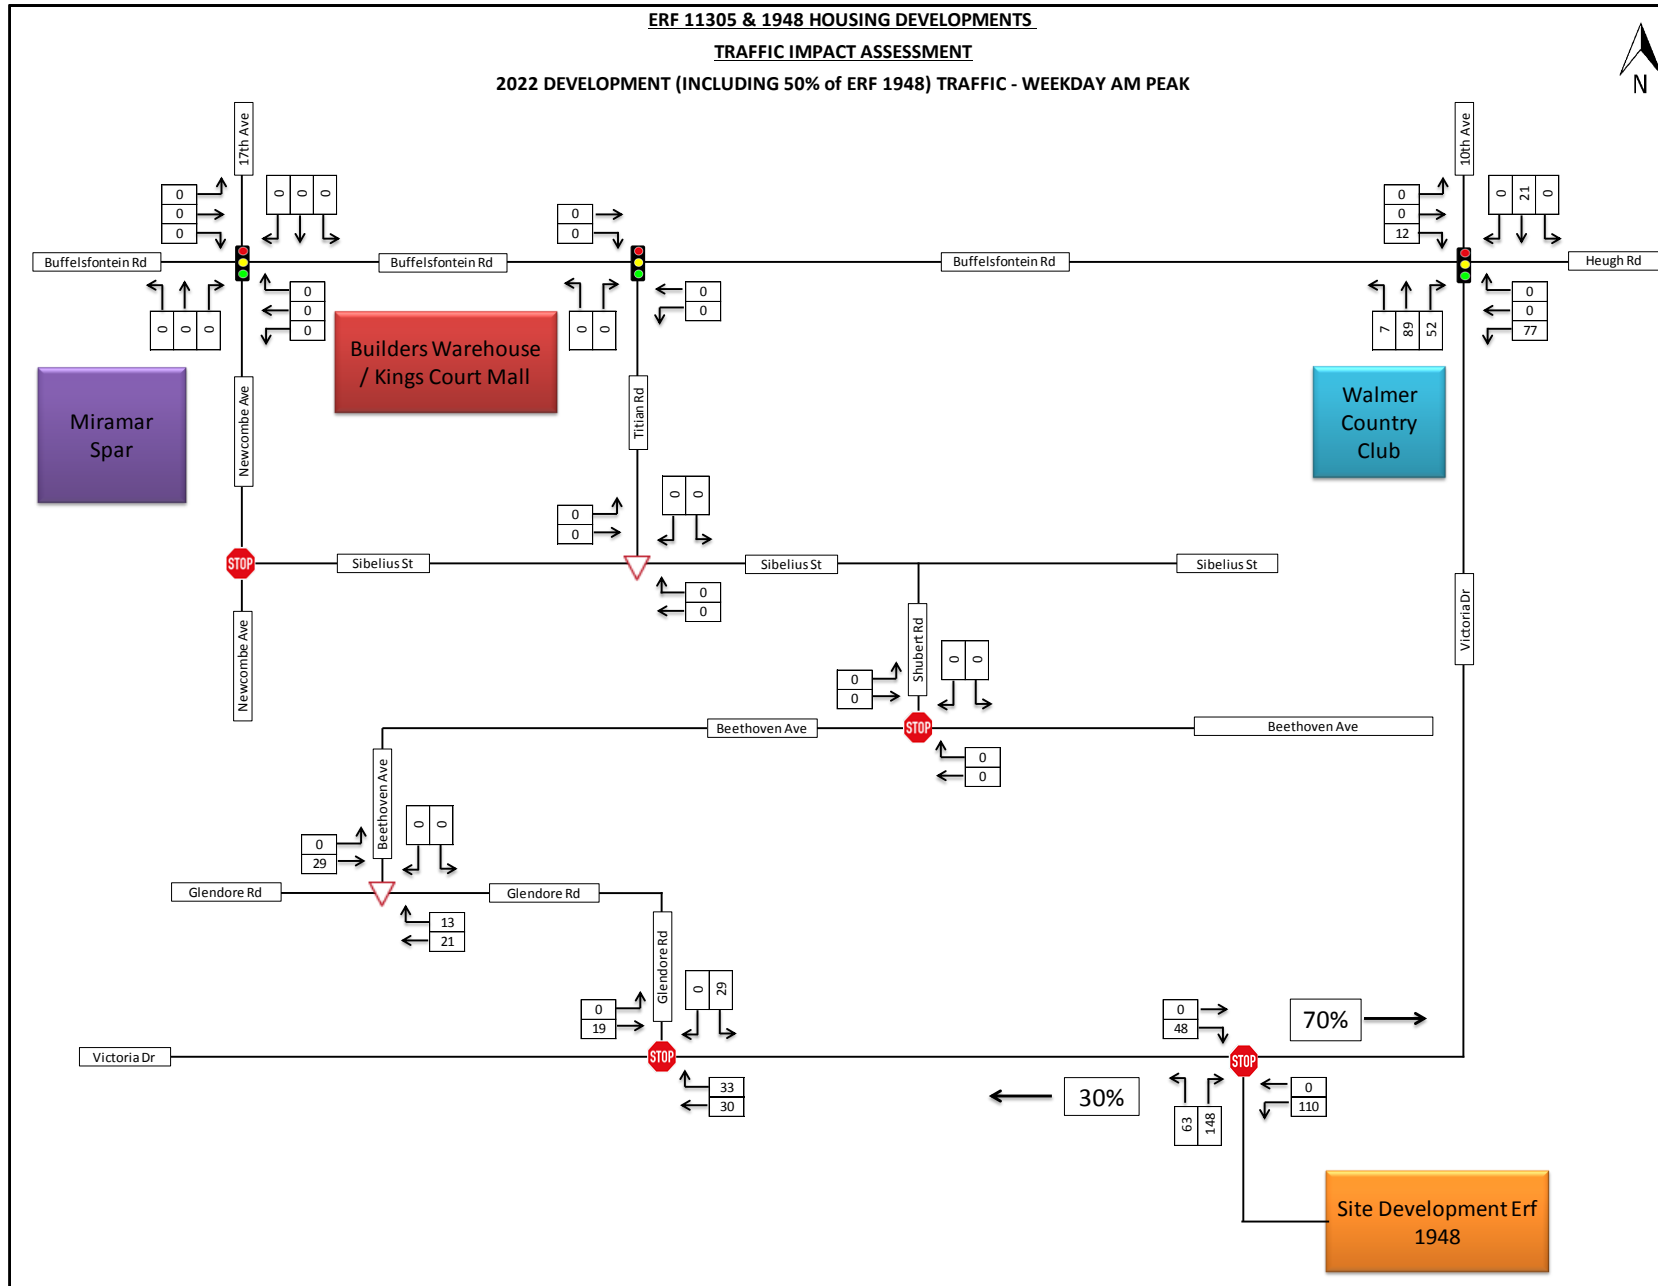 ERF 11305 & 1948 HOUSING DEVELOPMENTS
TRAFFIC IMPACT ASSESSMENT
2022 DEVELOPMENT (INCLUDING 50% of ERF 1948) TRAFFIC - WEEKDAY AM PEAK
N
17th Ave
10th Ave
0
0
0
0 0 0
0
0
0
0
12
0 21 0
Buffelsfontein Rd
Buffelsfontein Rd
Buffelsfontein Rd
Heugh Rd
0 0 0
0
0
0
0 0
0
0
7 89 52
0
0
77
Miramar
Spar
Builders Warehouse
/ Kings Court Mall
Walmer
Country
Club
Newcombe Ave
Titian Rd
0
0
0 0
STOP
Sibelius St
Sibelius St
Sibelius St
0
0
Newcombe Ave
Shubert Rd
Victoria Dr
0
0
0 0
Beethoven Ave
STOP
Beethoven Ave
0
0
Beethoven Ave
0
29
0 0
Glendore Rd
Glendore Rd
13
21
Glendore Rd
0
19
0 29
0
48
70%
Victoria Dr
STOP
STOP
33
30
30%
63 148
0
110
Site Development Erf
1948